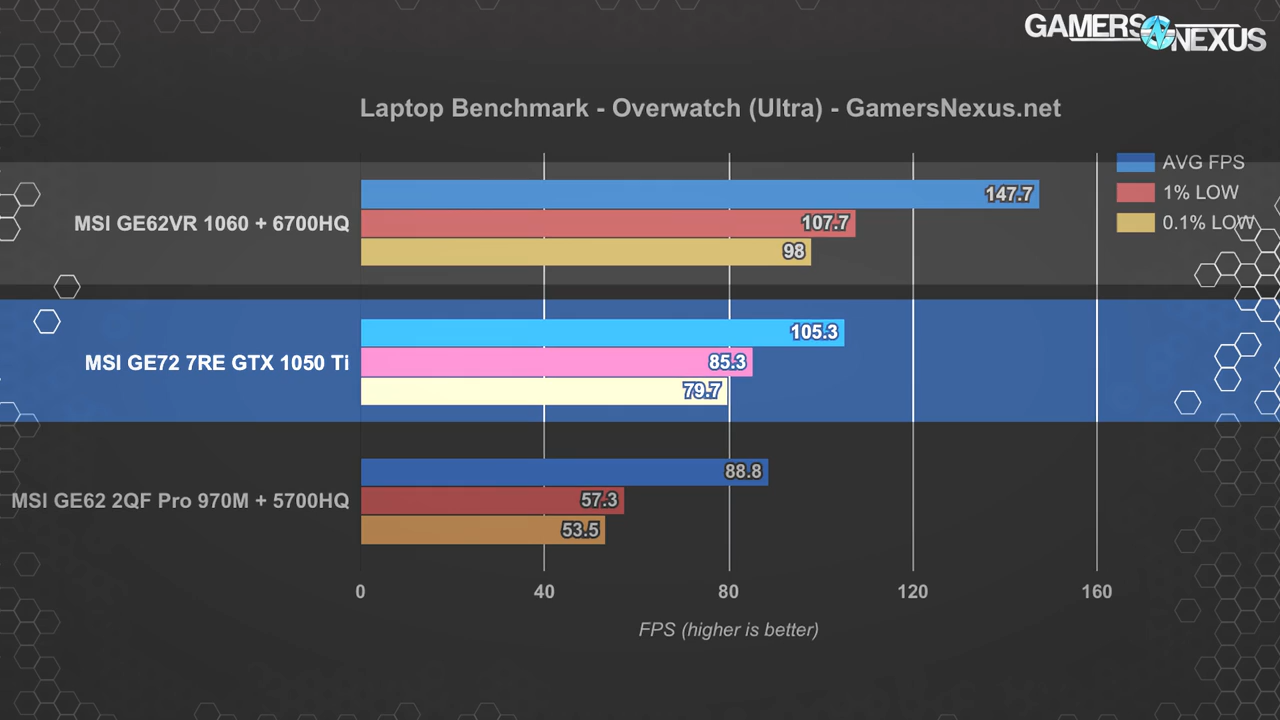 GAMERS NEXUS
Laptop Benchmark - Overwatch (Ultra) - GamersNexus.net
AVG FPS
1% LOW
0.1% LOW
MSI GE62VR 1060 + 6700HQ
147.7
107.7
98
MSI GE72 7RE GTX 1050 Ti
105.3
85.3
79.7
MSI GE62 2QF Pro 970M + 5700HQ
88.8
57.3
53.5
0 40 80 120 160
FPS (higher is better)